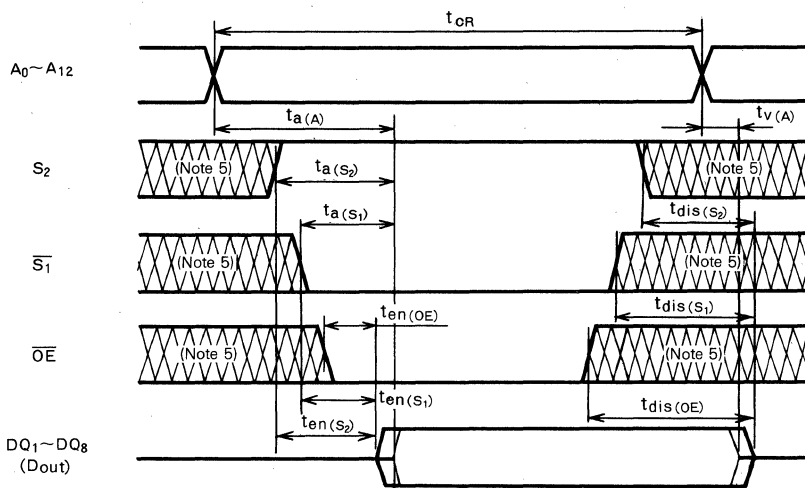 tCR
A0~A12
ta(A)
tv(A)
S2
(Note 5)
ta(S2)
(Note 5)
ta(S1)
tdis(S2)
S1
(Note 5)
(Note 5)
ten(OE)
tdis(S1)
OE
(Note 5)
(Note 5)
ten(S1)
tdis(OE)
ten(S2)
DQ1~DQ8
(Dout)